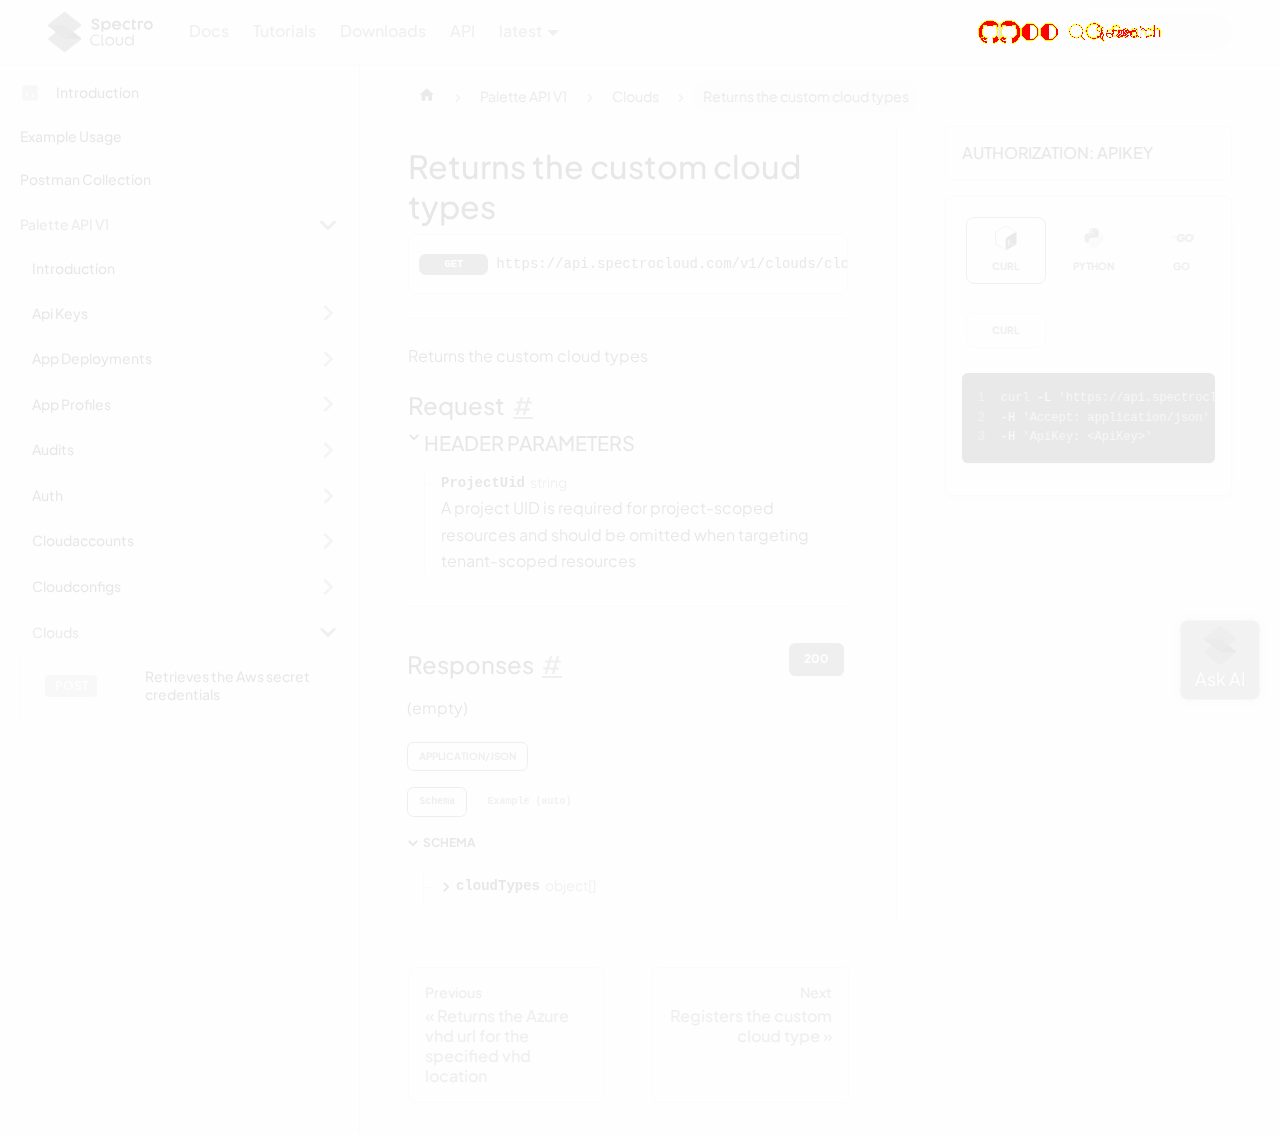 Spectro
Cloud
Docs
Tutorials
Downloads
API
latest
Introduction
Example Usage
Postman Collection
Palette API V1
Introduction
Api Keys
App Deployments
App Profiles
Audits
Auth
Cloudaccounts
Cloudconfigs
Clouds
POST
Retrieves the Aws secret
credentials
Palette API V1
Clouds
Returns the custom cloud types
Returns the custom cloud
types
GET
https://api.spectrocloud.com/v1/clouds/clo
Returns the custom cloud types
Request #
HEADER PARAMETERS
ProjectUid string
A project UID is required for project-scoped
resources and should be omitted when targeting
tenant-scoped resources
Responses #
200
(empty)
APPLICATION/JSON
Schema
Example (auto)
SCHEMA
cloudTypes object[]
Previous
« Returns the Azure
vhd url for the
specified vhd
location
Next
Registers the custom
cloud type »
AUTHORIZATION: APIKEY
CURL
PYTHON
GO
GO
CURL
1 curl -L 'https://api.spectrocl
2 -H 'Accept: application/json'
3 -H 'ApiKey: <ApiKey>'
Ask AI